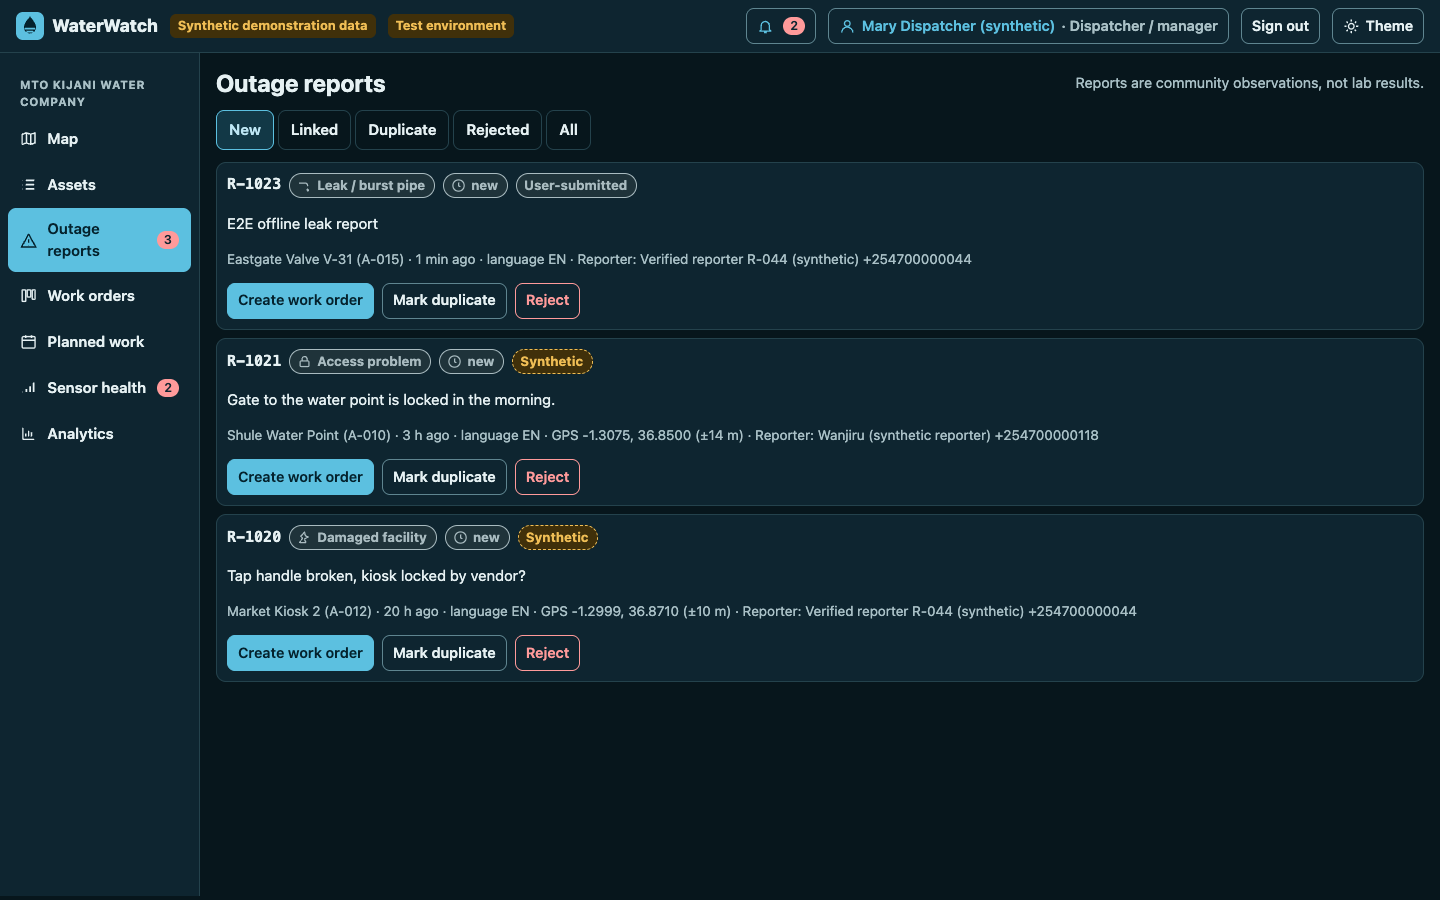 WaterWatch
Synthetic demonstration data
Test environment
2
Mary Dispatcher (synthetic) · Dispatcher / manager
Sign out
Theme
MTO KIJANI WATER
COMPANY
Map
Assets
Outage
reports
3
Work orders
Planned work
Sensor health
2
Analytics
Outage reports
Reports are community observations, not lab results.
New
Linked
Duplicate
Rejected
All
R-1023
Leak / burst pipe
new
User-submitted
E2E offline leak report
Eastgate Valve V-31 (A-015) · 1 min ago · language EN · Reporter: Verified reporter R-044 (synthetic) +254700000044
Create work order
Mark duplicate
Reject
R-1021
Access problem
new
Synthetic
Gate to the water point is locked in the morning.
Shule Water Point (A-010) · 3 h ago · language EN · GPS -1.3075, 36.8500 (±14 m) · Reporter: Wanjiru (synthetic reporter) +254700000118
Create work order
Mark duplicate
Reject
R-1020
Damaged facility
new
Synthetic
Tap handle broken, kiosk locked by vendor?
Market Kiosk 2 (A-012) · 20 h ago · language EN · GPS -1.2999, 36.8710 (±10 m) · Reporter: Verified reporter R-044 (synthetic) +254700000044
Create work order
Mark duplicate
Reject